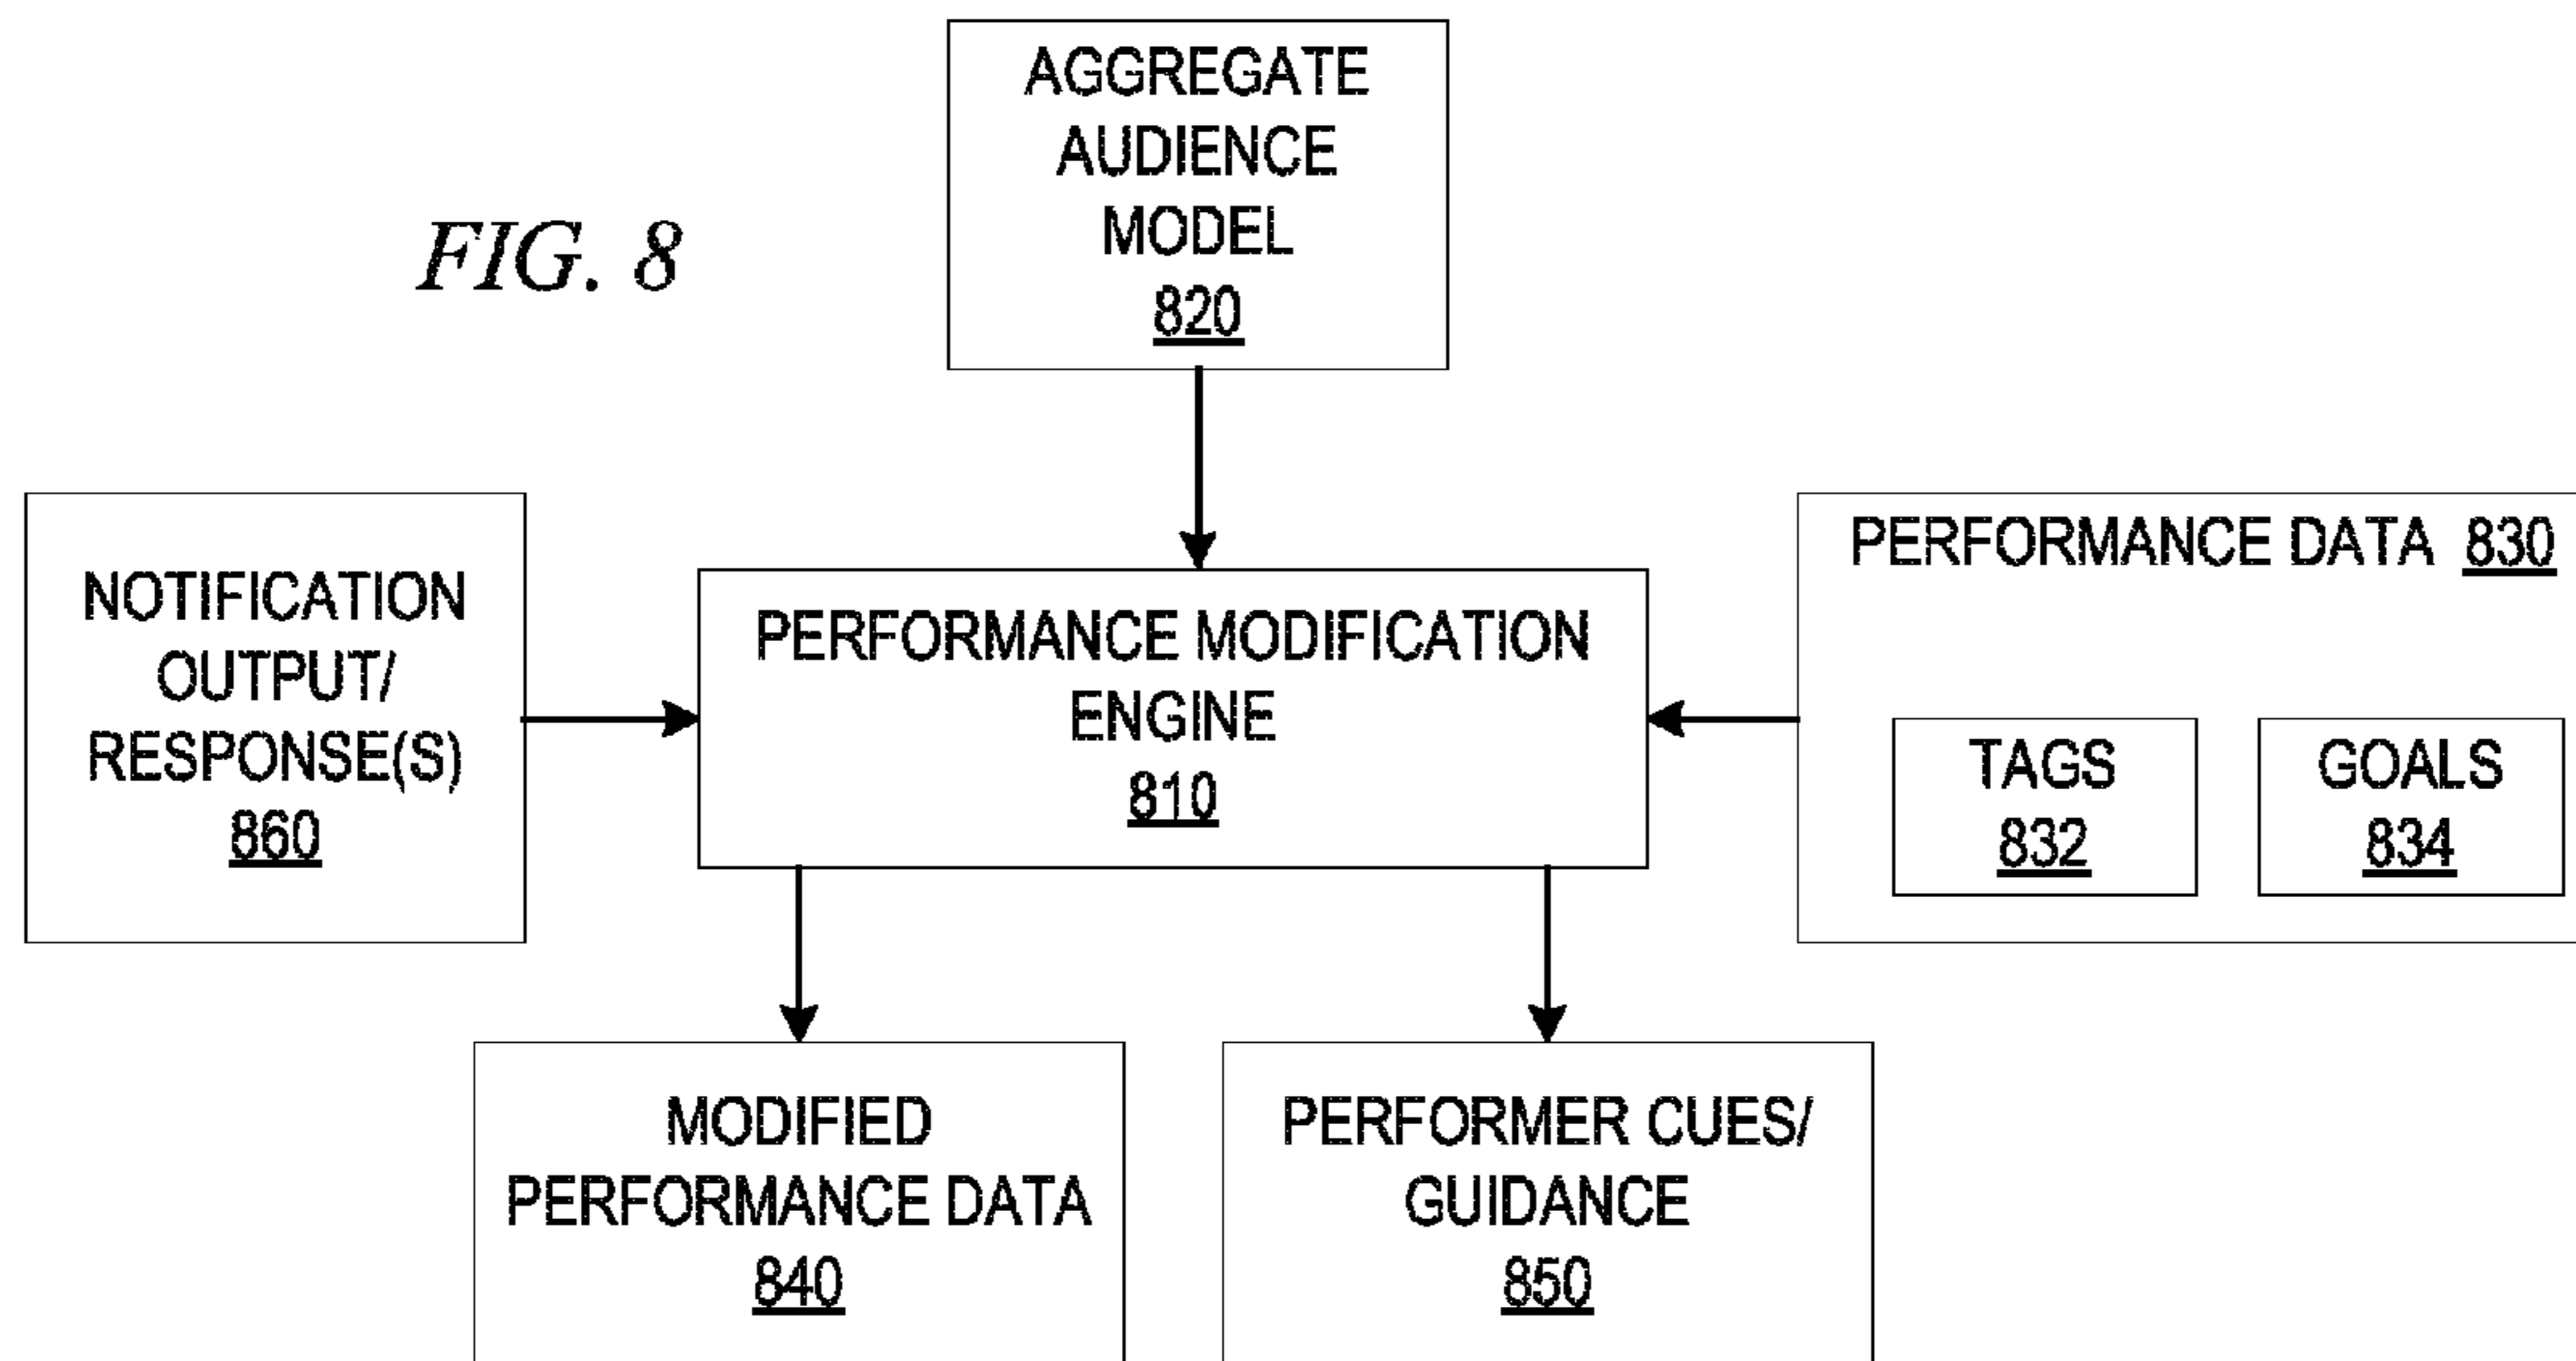 FIG. 8
AGGREGATE
AUDIENCE
MODEL
820
NOTIFICATION
OUTPUT/
RESPONSE(S)
860
PERFORMANCE MODIFICATION
ENGINE
810
PERFORMANCE DATA 830
TAGS
832
GOALS
834
MODIFIED
PERFORMANCE DATA
840
PERFORMER CUES/
GUIDANCE
850